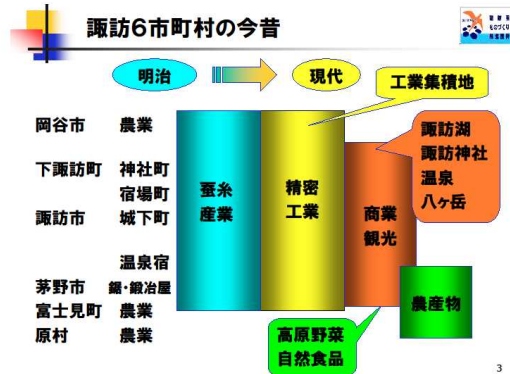 諏訪6市町村の今昔
明治
現代
工業集積地
岡谷市 農業
下諏訪町 神社町
宿場町
諏訪市 城下町
温泉宿
茅野市 鋸・鍛冶屋
富士見町 農業
原村 農業
蚕糸
産業
精密
工業
商業
観光
諏訪湖
諏訪神社
温泉
八ヶ岳
農産物
高原野菜
自然食品
3